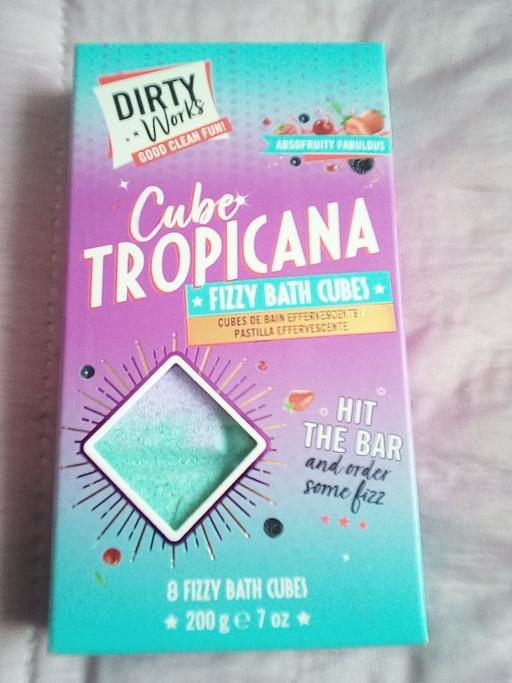 DIRTY
Works
GOOD CLEAN FUN!
ABSOFRUITY FABULOUS
Cube
TROPICANA
★ FIZZY BATH CUBES ★
CUBES DE BAIN EFFERVESCENTS/
PASTILLA EFFERVESCENTE
HIT
THE BAR
and order
some fizz
8 FIZZY BATH CUBES
★ 200 g ℮ 7 oz ★